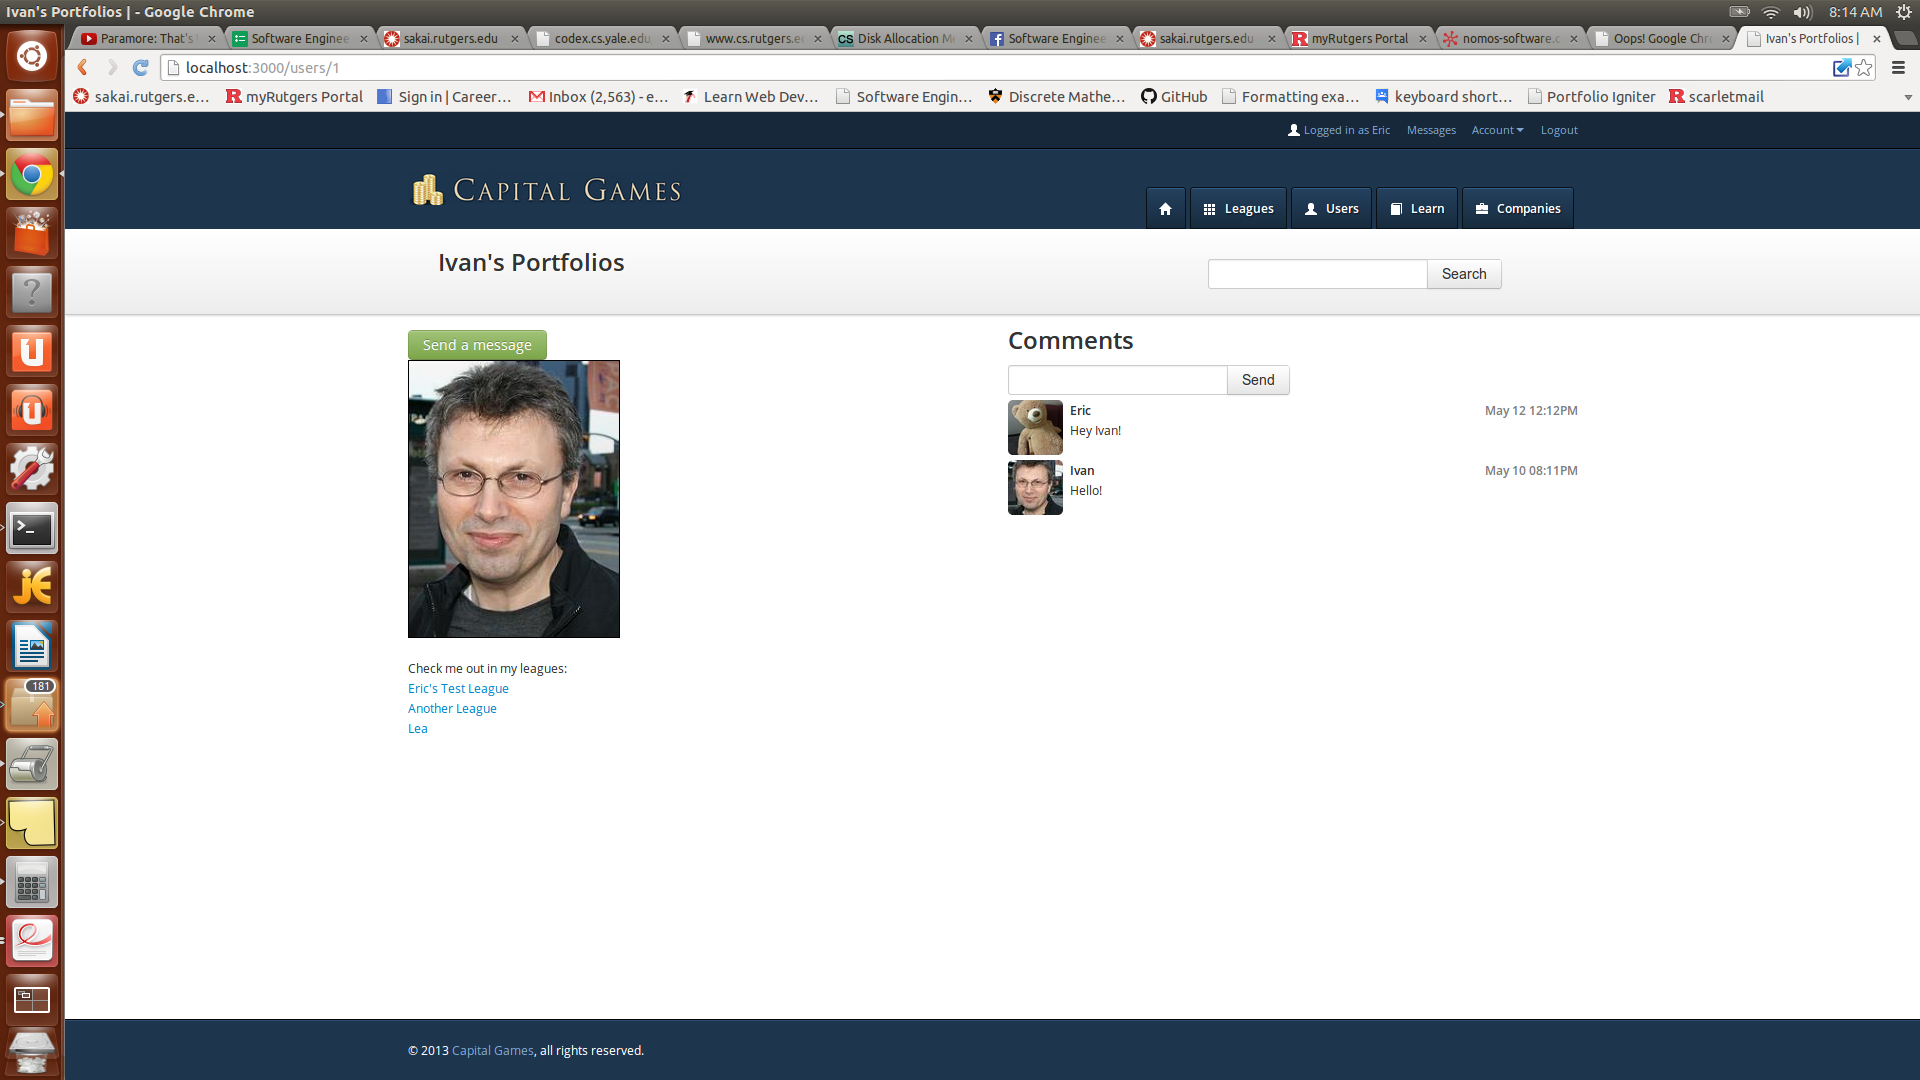 Ivan's Portfolios | - Google Chrome
8:14 AM
Paramore: That's
Software Enginee
sakai.rutgers.edu
codex.cs.yale.edu
www.cs.rutgers.e
CS Disk Allocation M
Software Enginee
sakai.rutgers.edu
myRutgers Portal
nomos-software.c
Oops! Google Chr
Ivan's Portfolios |
localhost:3000/users/1
sakai.rutgers.e...
myRutgers Portal
Sign in | Career...
Inbox (2,563) - e...
Learn Web Dev...
Software Engin...
Discrete Mathe...
GitHub
Formatting exa...
keyboard short...
Portfolio Igniter
scarletmail
Logged in as Eric
Messages
Account
Logout
Capital Games
Leagues
Users
Learn
Companies
Ivan's Portfolios
Search
Send a message
Comments
Send
Eric
May 12 12:12PM
Hey Ivan!
Ivan
May 10 08:11PM
Hello!
181
Check me out in my leagues:
Eric's Test League
Another League
Lea
© 2013 Capital Games, all rights reserved.